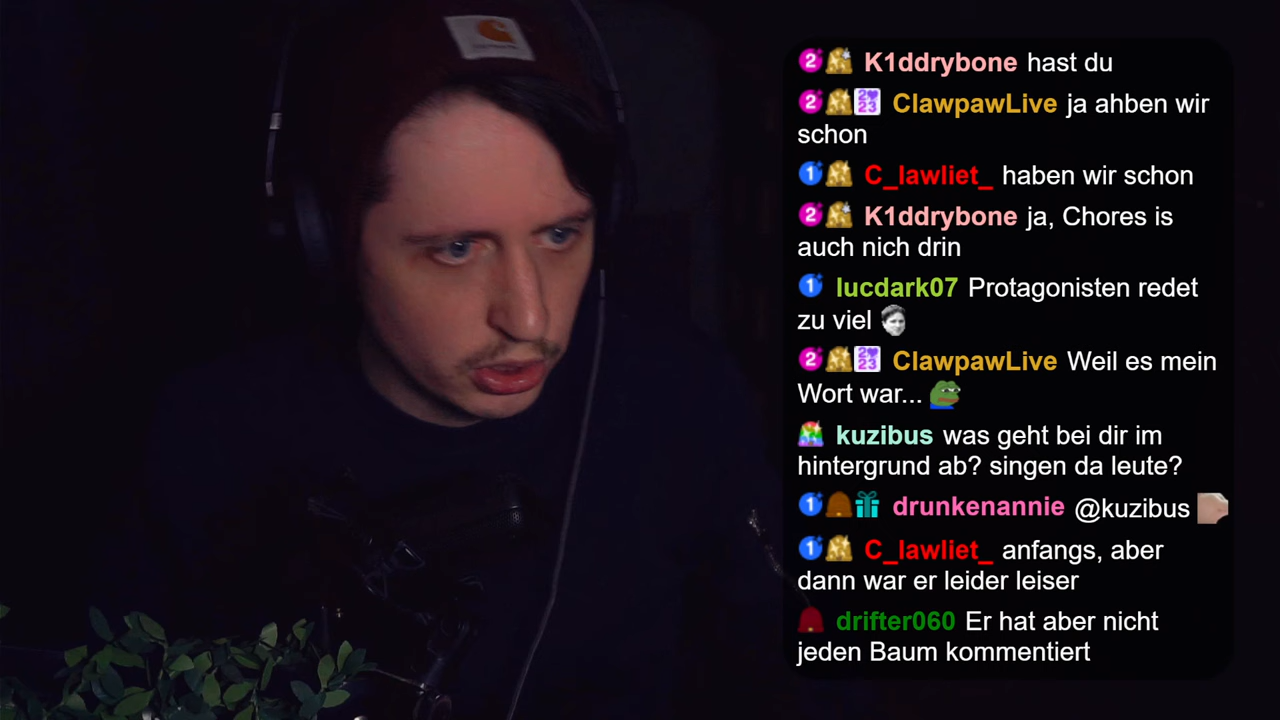 K1ddrybone hast du
ClawpawLive ja ahben wir
schon
C_lawliet_ haben wir schon
K1ddrybone ja, Chores is
auch nich drin
lucdark07 Protagonisten redet
zu viel
ClawpawLive Weil es mein
Wort war...
kuzibus was geht bei dir im
hintergrund ab? singen da leute?
drunkenannie @kuzibus
C_lawliet_ anfangs, aber
dann war er leider leiser
drifter060 Er hat aber nicht
jeden Baum kommentiert